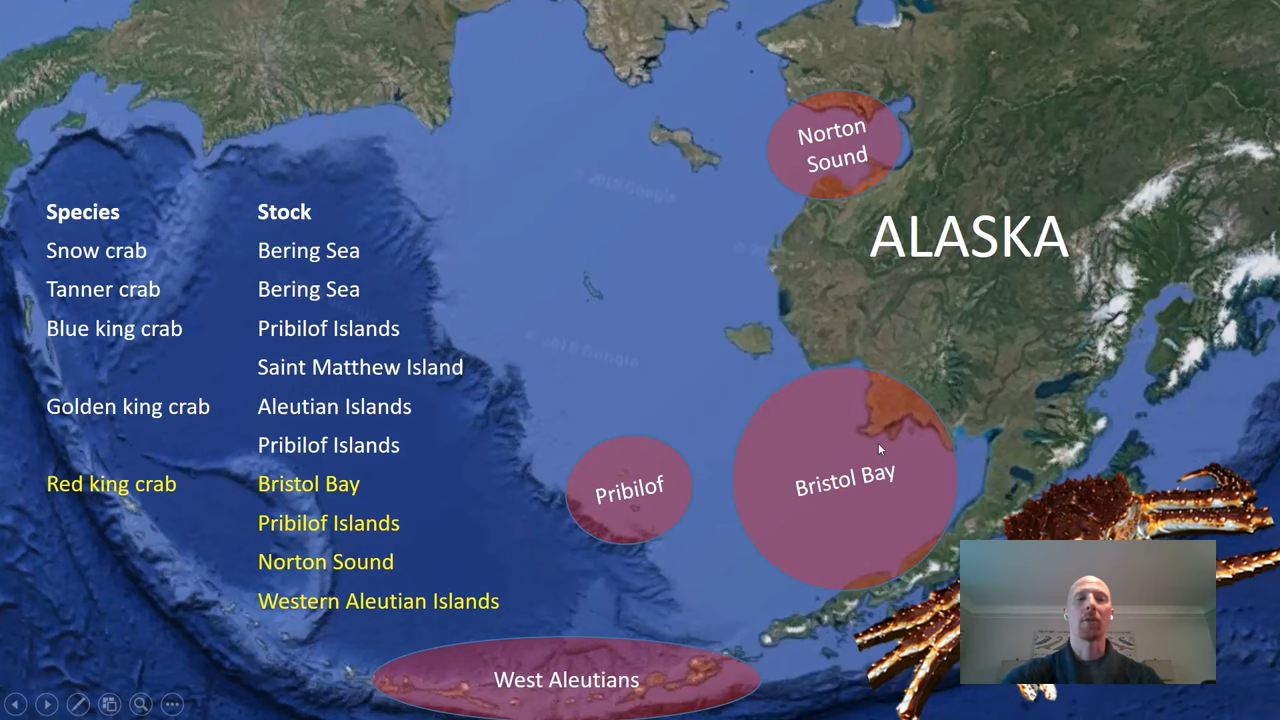 Species Stock
Snow crab Bering Sea
Tanner crab Bering Sea
Blue king crab Pribilof Islands
Saint Matthew Island
Golden king crab Aleutian Islands
Pribilof Islands
Red king crab Bristol Bay
Pribilof Islands
Norton Sound
Western Aleutian Islands
Norton
Sound
ALASKA
Pribilof
Bristol Bay
West Aleutians
© 2019 Google